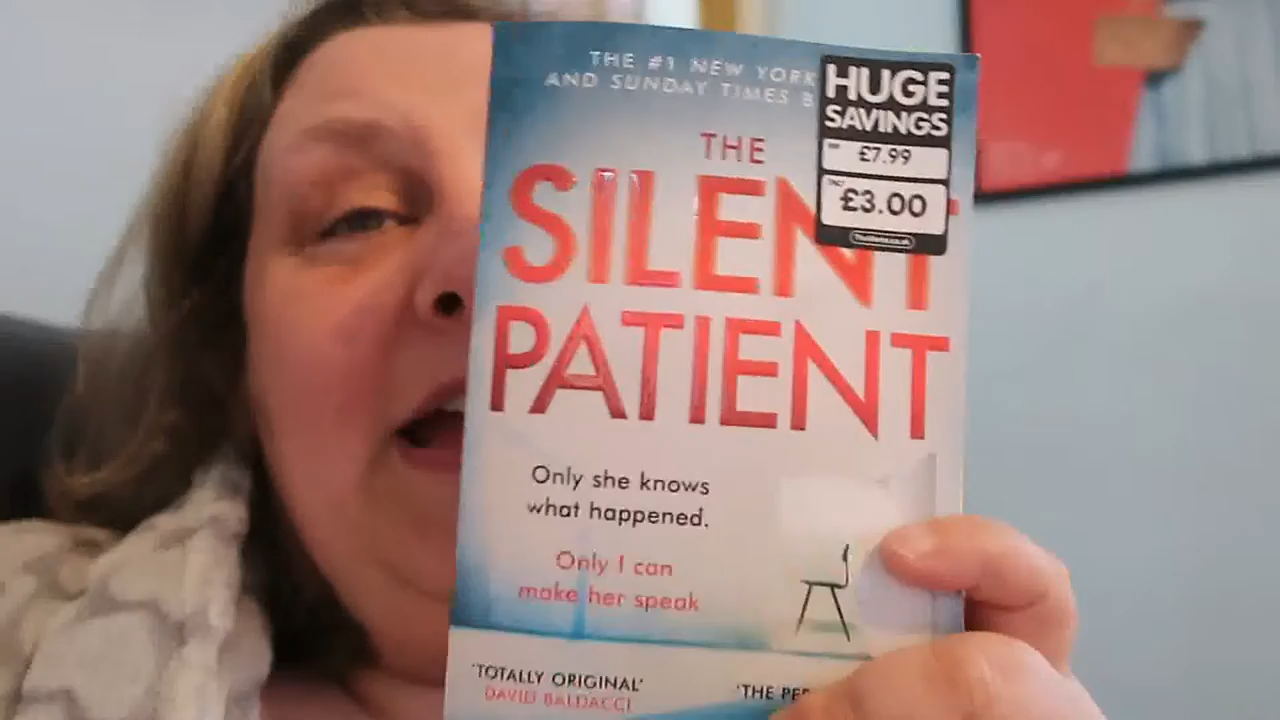 THE #1 NEW YORK
AND SUNDAY TIMES B
HUGE
SAVINGS
£7.99
£3.00
THE
SILENT
PATIENT
Only she knows
what happened.
Only I can
make her speak
'TOTALLY ORIGINAL'
DAVID BALDACCI
'THE PER